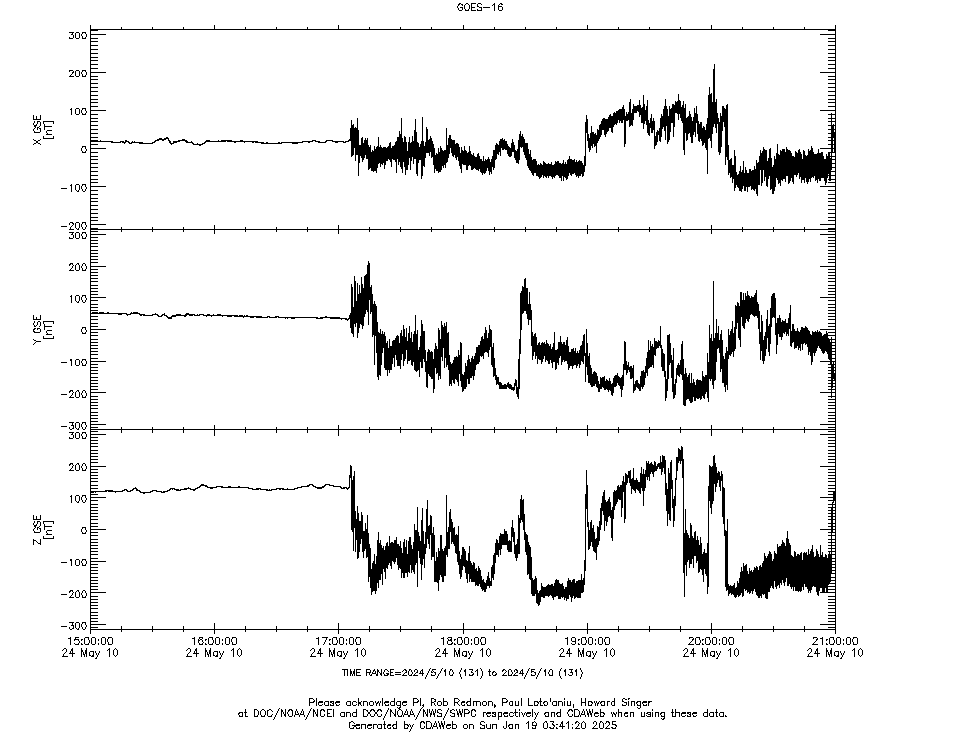 GOES-16
300
200
100
0
-100
-200
X_GSE
[nT]
300
200
100
0
-100
-200
-300
Y_GSE
[nT]
300
200
100
0
-100
-200
-300
Z_GSE
[nT]
15:00:00 16:00:00 17:00:00 18:00:00 19:00:00 20:00:00 21:00:00
24 May 10 24 May 10 24 May 10 24 May 10 24 May 10 24 May 10 24 May 10
TIME RANGE=2024/5/10 (131) to 2024/5/10 (131)
Please acknowledge PI, Rob Redmon, Paul Loto'aniu, Howard Singer
at DOC/NOAA/NCEI and DOC/NOAA/NWS/SWPC respectively and CDAWeb when using these data.
Generated by CDAWeb on Sun Jan 19 03:41:20 2025